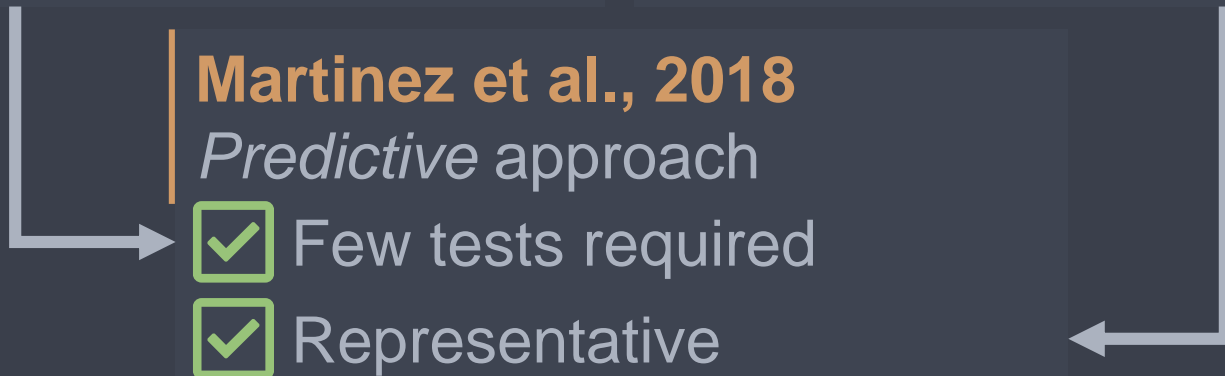 Martinez et al., 2018
Predictive approach
Few tests required
Representative